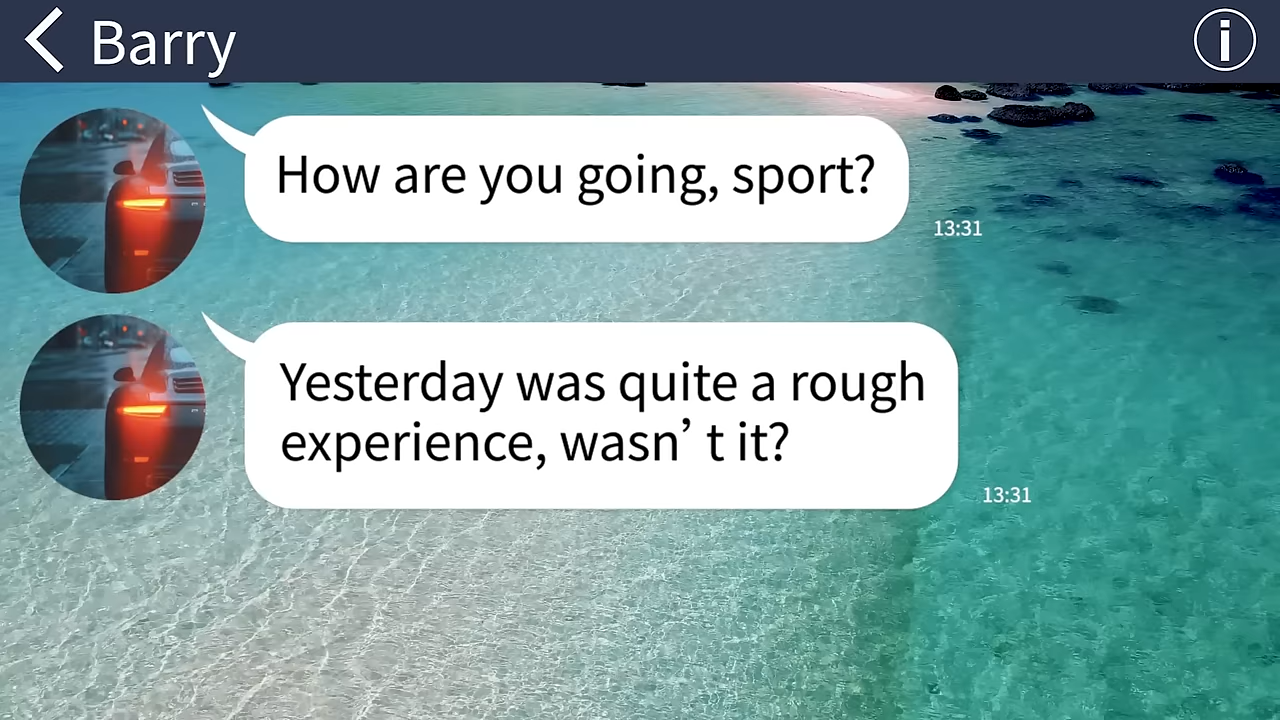 Barry
How are you going, sport?
13:31
Yesterday was quite a rough
experience, wasn’ t it?
13:31